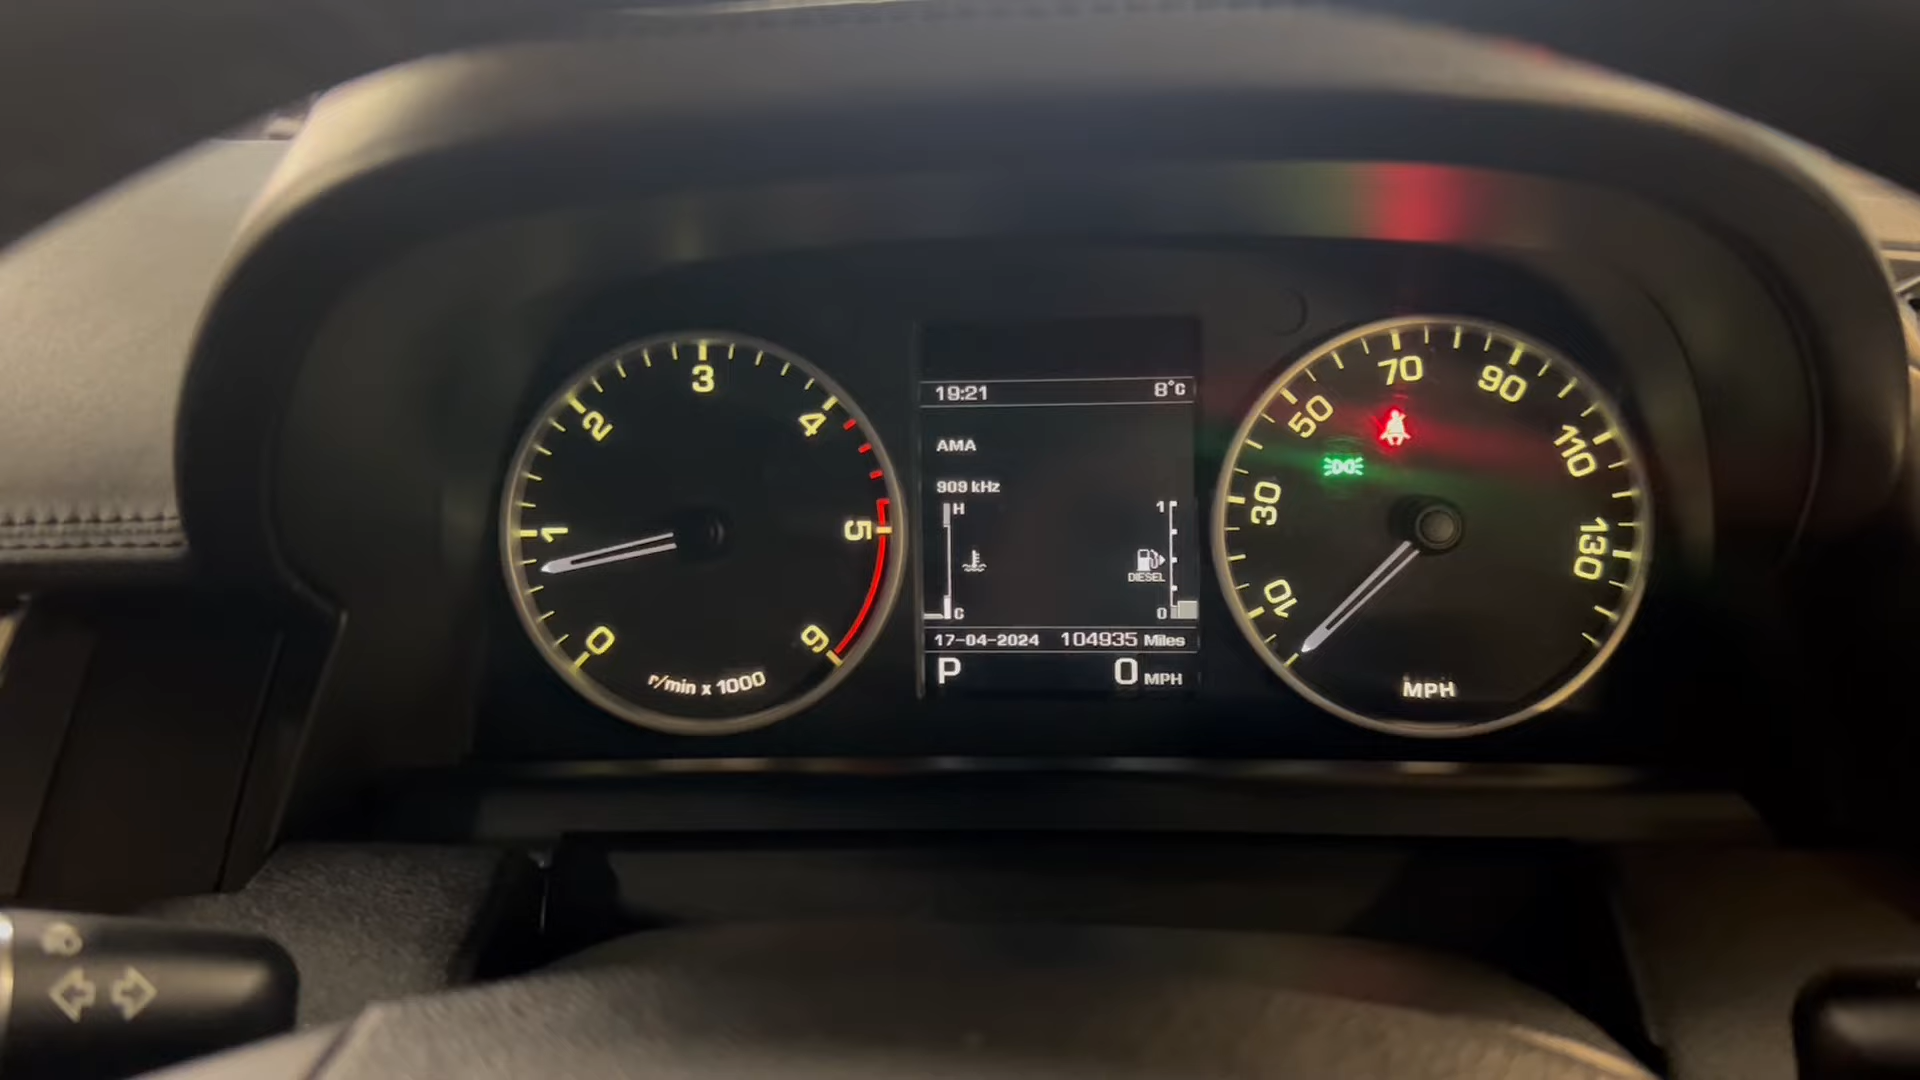 0
1
2
3
4
5
6
r/min x 1000
19:21 8°C
AMA
909 kHz
H 1
DIESEL
C 0
17-04-2024 104935 Miles
P 0 MPH
10
30
50
70
90
110
130
MPH